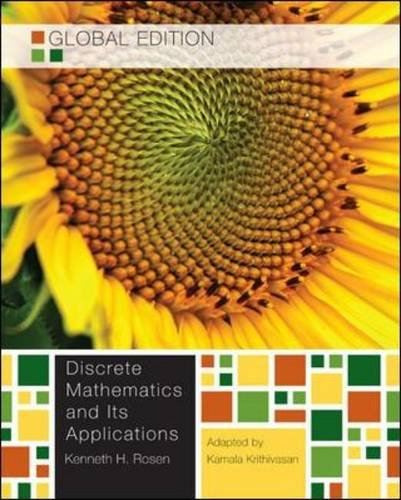 GLOBAL EDITION
Discrete
Mathematics
and Its
Applications
Kenneth H. Rosen
Adapted by
Kamala Krithivasan